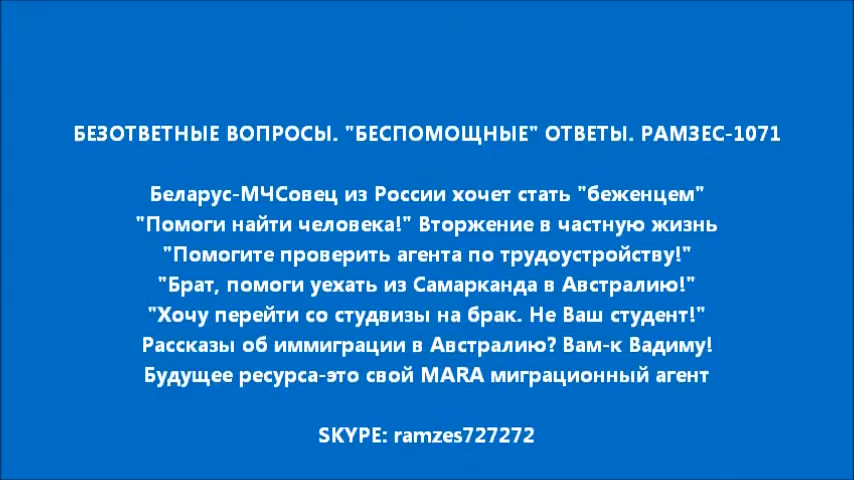 БЕЗОТВЕТНЫЕ ВОПРОСЫ. "БЕСПОМОЩНЫЕ" ОТВЕТЫ. РАМЗЕС-1071
Беларус-МЧСовец из России хочет стать "беженцем"
"Помоги найти человека!" Вторжение в частную жизнь
"Помогите проверить агента по трудоустройству!"
"Брат, помоги уехать из Самарканда в Австралию!"
"Хочу перейти со студвизы на брак. Не Ваш студент!"
Рассказы об иммиграции в Австралию? Вам-к Вадиму!
Будущее ресурса-это свой MARA миграционный агент
SKYPE: ramzes727272